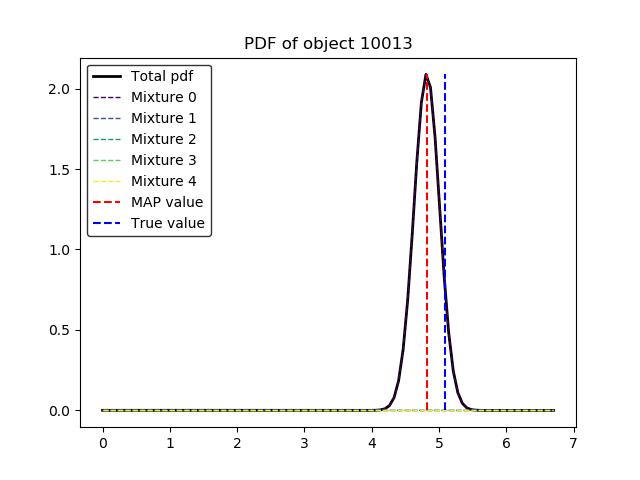 PDF of object 10013
Total pdf
Mixture 0
Mixture 1
Mixture 2
Mixture 3
Mixture 4
MAP value
True value
2.0
1.5
1.0
0.5
0.0
0 1 2 3 4 5 6 7